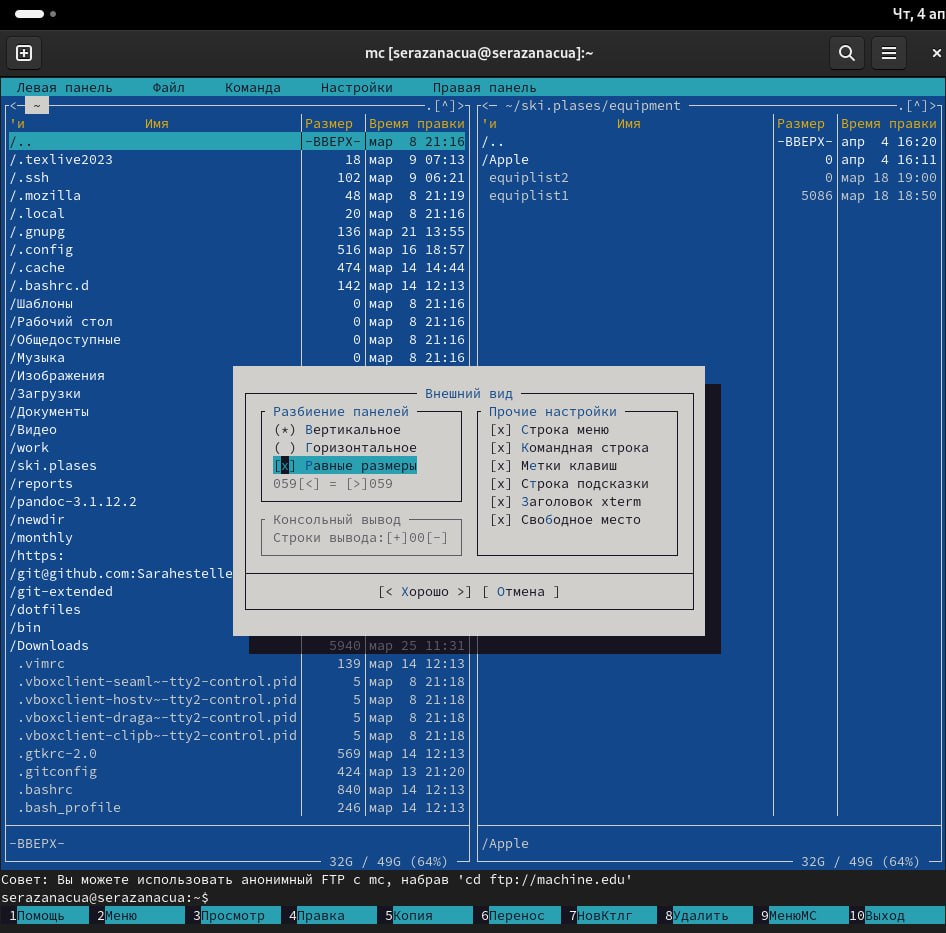 Чт, 4 ап
mc [serazanacua@serazanacua]:~
Левая панель Файл Команда Настройки Правая панель
<─ ~ .[^]> <─ ~/ski.plases/equipment .[^]>
'и Имя Размер Время правки 'и Имя Размер Время правки
/.. -ВВЕРХ- мар 8 21:16 /.. -ВВЕРХ- апр 4 16:20
/.texlive2023 18 мар 9 07:13 /Apple 0 апр 4 16:11
/.ssh 102 мар 9 06:21 equiplist2 0 мар 18 19:00
/.mozilla 48 мар 8 21:19 equiplist1 5086 мар 18 18:50
/.local 20 мар 8 21:16
/.gnupg 136 мар 21 13:55
/.config 516 мар 16 18:57
/.cache 474 мар 14 14:44
/.bashrc.d 142 мар 14 12:13
/Шаблоны 0 мар 8 21:16
/Рабочий стол 0 мар 8 21:16
/Общедоступные 0 мар 8 21:16
/Музыка 0 мар 8 21:16
/Изображения
/Загрузки
/Документы
/Видео
/work
/ski.plases
/reports
/pandoc-3.1.12.2
/newdir
/monthly
/https:
/git@github.com:Sarahestelle
/git-extended
/dotfiles
/bin
/Downloads 5940 мар 25 11:31
.vimrc 139 мар 14 12:13
.vboxclient-seaml~-tty2-control.pid 5 мар 8 21:18
.vboxclient-hostv~-tty2-control.pid 5 мар 8 21:18
.vboxclient-draga~-tty2-control.pid 5 мар 8 21:18
.vboxclient-clipb~-tty2-control.pid 5 мар 8 21:18
.gtkrc-2.0 569 мар 14 12:13
.gitconfig 424 мар 13 21:20
.bashrc 840 мар 14 12:13
.bash_profile 246 мар 14 12:13
-ВВЕРХ- /Apple
32G / 49G (64%) 32G / 49G (64%)
Внешний вид
Разбиение панелей
(*) Вертикальное
( ) Горизонтальное
[x] Равные размеры
059[<] = [>]059
Консольный вывод
Строки вывода:[+]00[-]
Прочие настройки
[x] Строка меню
[x] Командная строка
[x] Метки клавиш
[x] Строка подсказки
[x] Заголовок xterm
[x] Свободное место
[< Хорошо >] [ Отмена ]
Совет: Вы можете использовать анонимный FTP с mc, набрав 'cd ftp://machine.edu'
serazanacua@serazanacua:~$
1Помощь 2Меню 3Просмотр 4Правка 5Копия 6Перенос 7НовКтлг 8Удалить 9МенюMC 10Выход